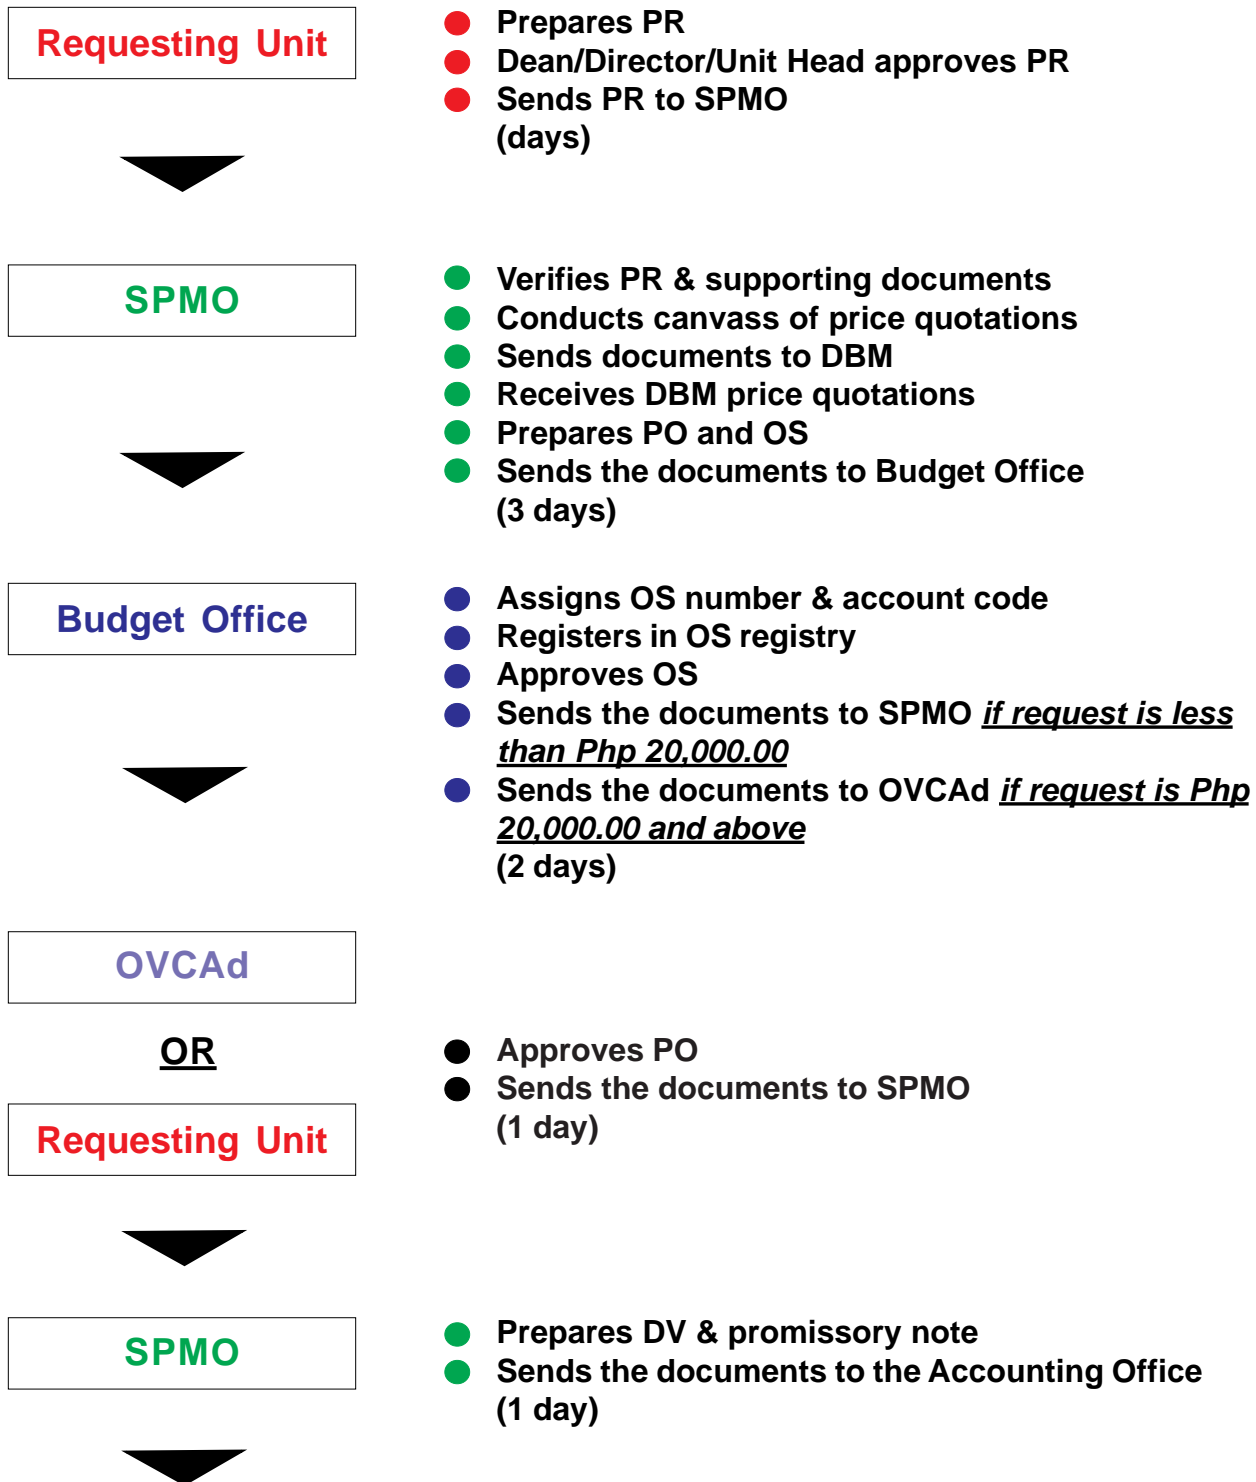 Requesting Unit
Prepares PR
Dean/Director/Unit Head approves PR
Sends PR to SPMO
(days)
SPMO
Verifies PR & supporting documents
Conducts canvass of price quotations
Sends documents to DBM
Receives DBM price quotations
Prepares PO and OS
Sends the documents to Budget Office
(3 days)
Budget Office
Assigns OS number & account code
Registers in OS registry
Approves OS
Sends the documents to SPMO if request is less
than Php 20,000.00
Sends the documents to OVCAd if request is Php
20,000.00 and above
(2 days)
OVCAd
OR
Requesting Unit
Approves PO
Sends the documents to SPMO
(1 day)
SPMO
Prepares DV & promissory note
Sends the documents to the Accounting Office
(1 day)